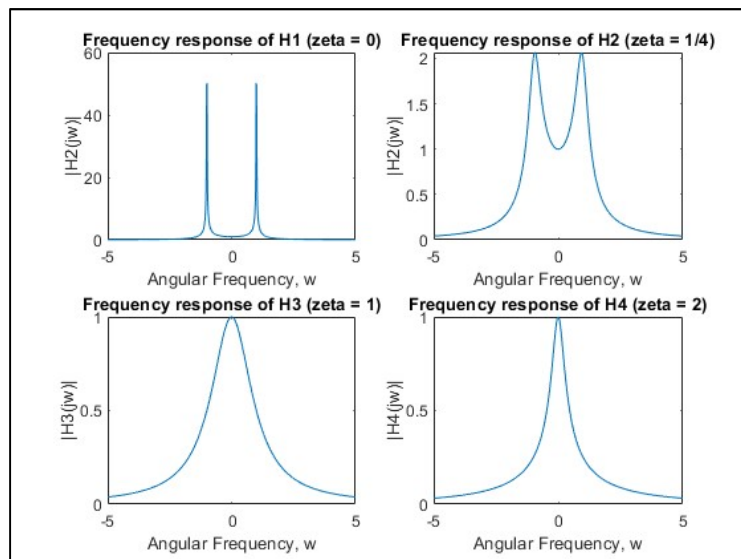 Frequency response of H1 (zeta = 0)
60
40
20
0
-5
0
5
|H2(jw)|
Angular Frequency, w
Frequency response of H2 (zeta = 1/4)
2
1.5
1
0.5
0
-5
0
5
|H2(jw)|
Angular Frequency, w
Frequency response of H3 (zeta = 1)
1
0.5
0
-5
0
5
|H3(jw)|
Angular Frequency, w
Frequency response of H4 (zeta = 2)
1
0.5
0
-5
0
5
|H4(jw)|
Angular Frequency, w